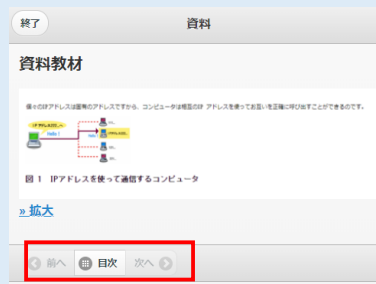 終了
資料
資料教材
個々のIPアドレスは固有のアドレスですから、コンピュータは相互のIP アドレスを使ってお互いを正確に呼び出すことができるのです。
hello !
図 1 IPアドレスを使って通信するコンピュータ
» 拡大
前へ 目次 次へ